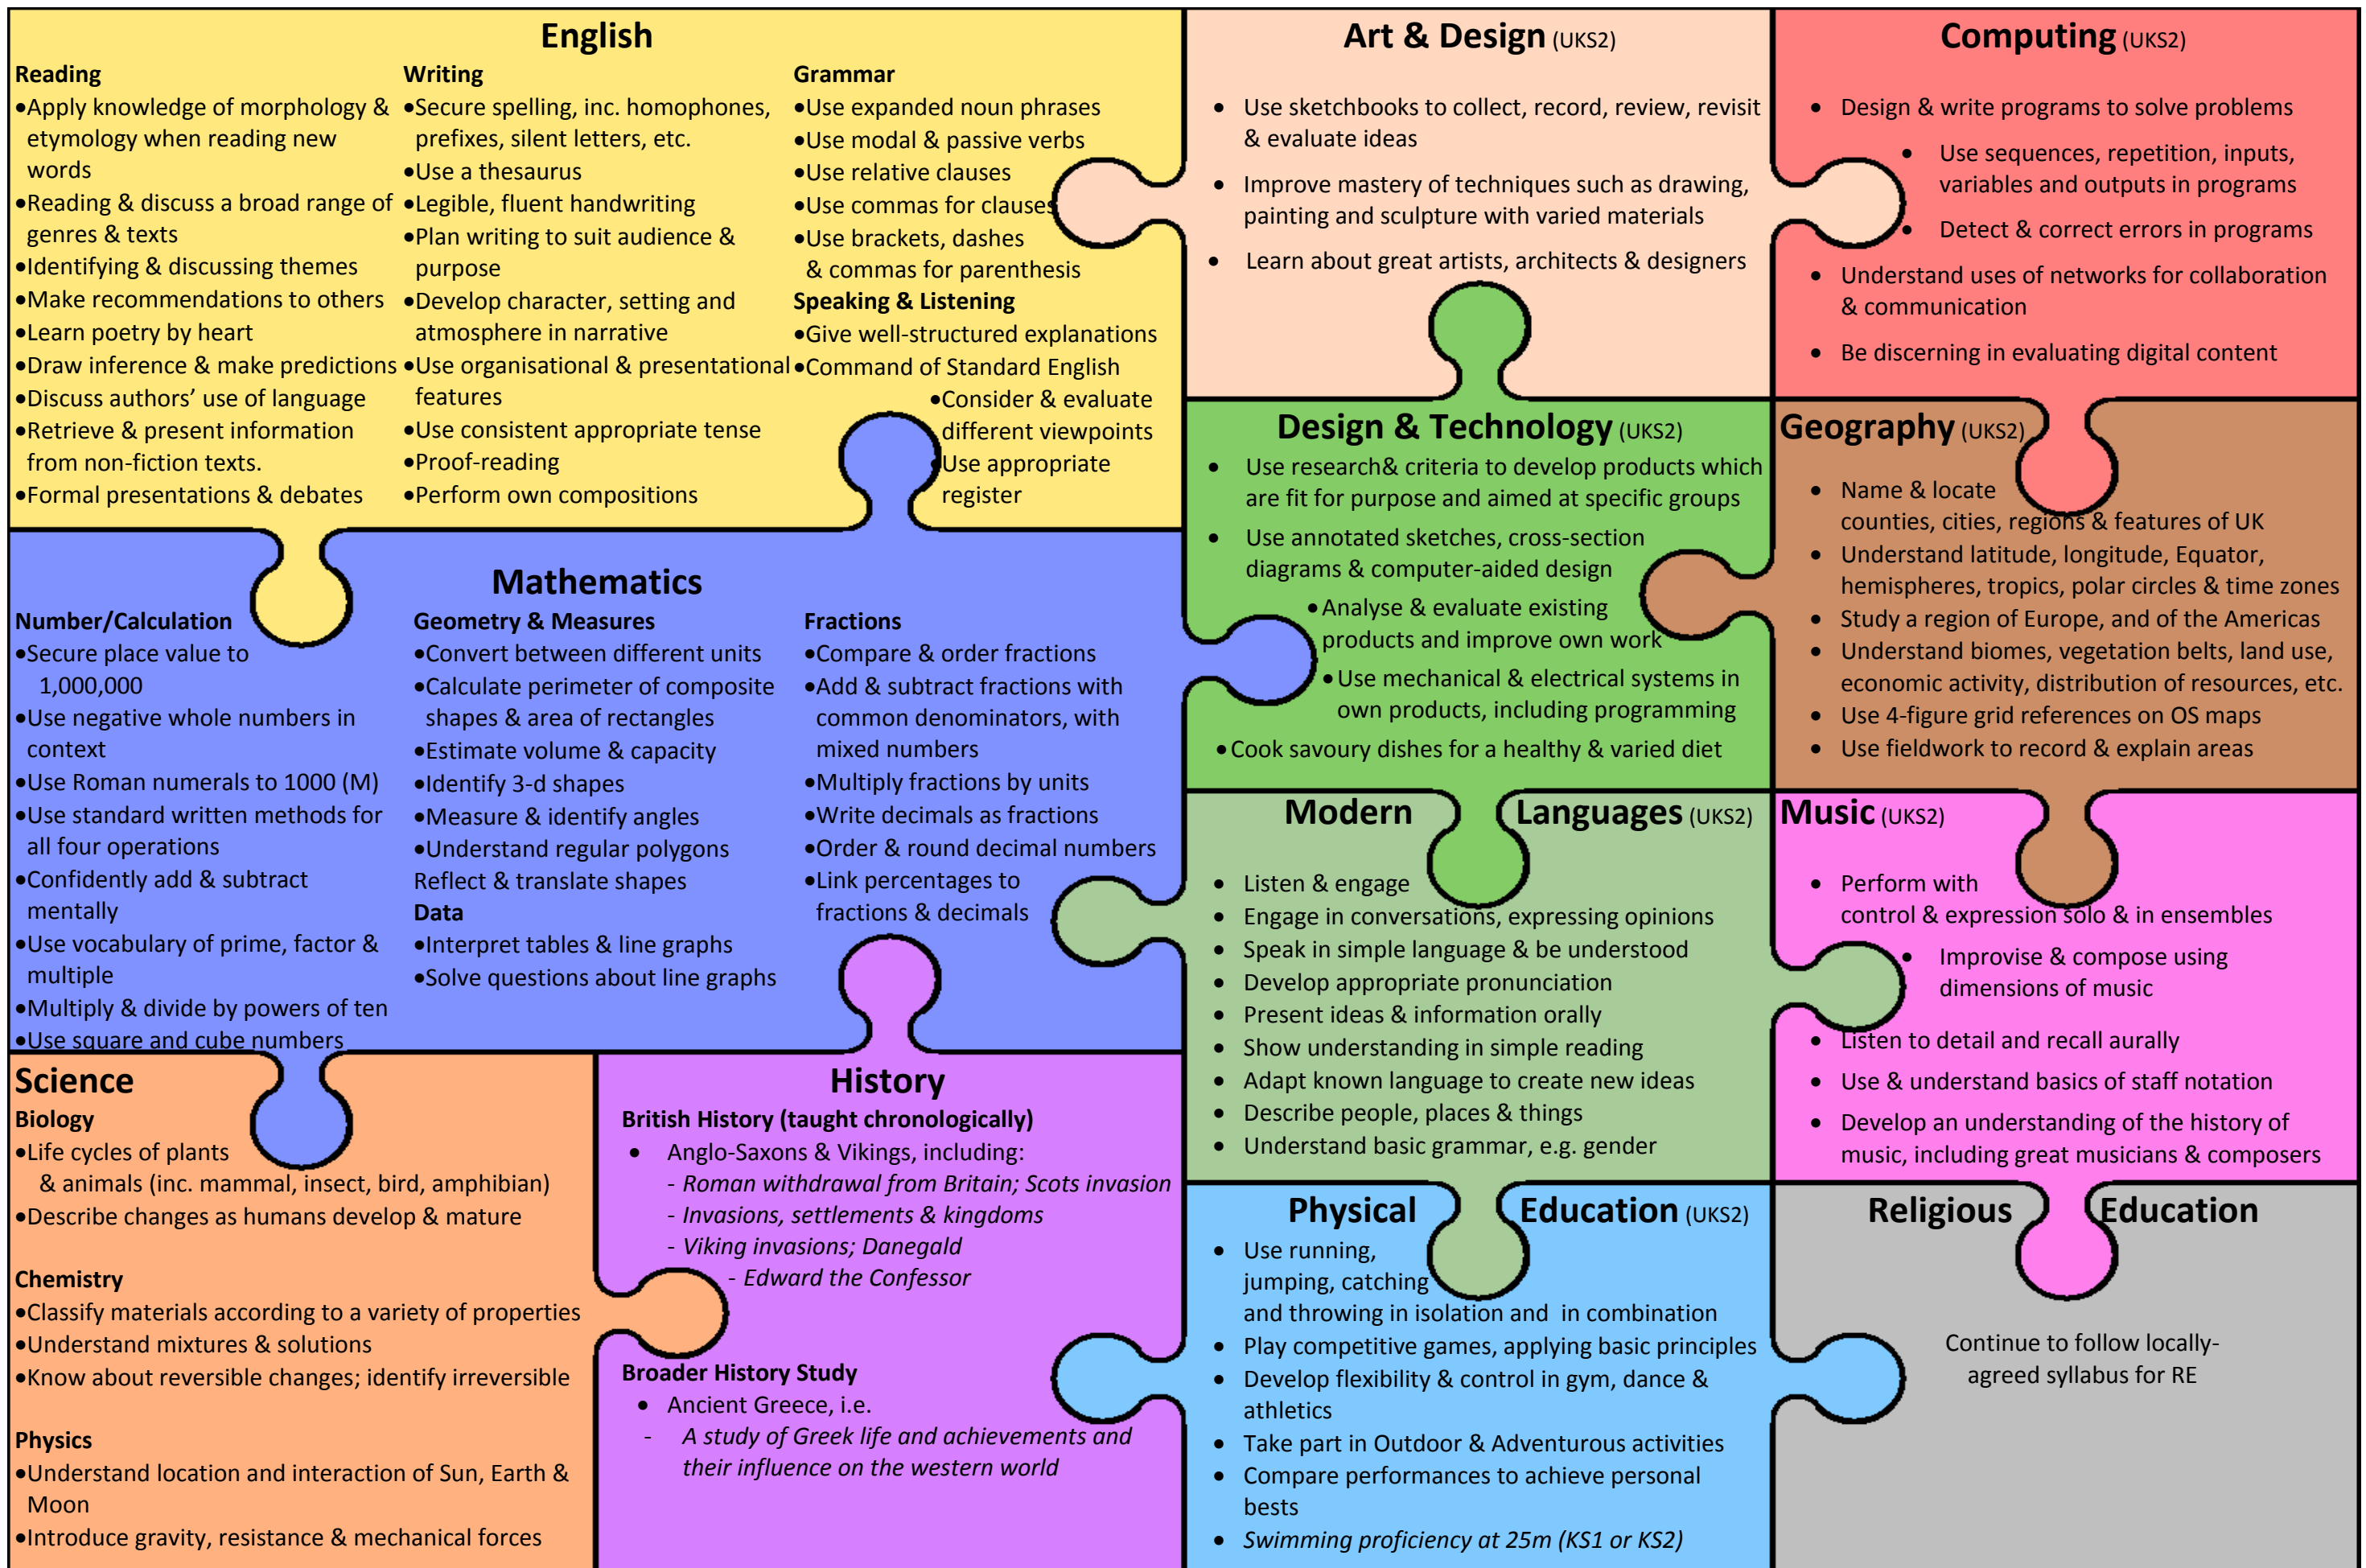 English
Reading
•Apply knowledge of morphology &
etymology when reading new
words
•Reading & discuss a broad range of
genres & texts
•Identifying & discussing themes
•Make recommendations to others
•Learn poetry by heart
•Draw inference & make predictions
•Discuss authors’ use of language
•Retrieve & present information
from non-fiction texts.
•Formal presentations & debates
Writing
•Secure spelling, inc. homophones,
prefixes, silent letters, etc.
•Use a thesaurus
•Legible, fluent handwriting
•Plan writing to suit audience &
purpose
•Develop character, setting and
atmosphere in narrative
•Use organisational & presentational
features
•Use consistent appropriate tense
•Proof-reading
•Perform own compositions
Grammar
•Use expanded noun phrases
•Use modal & passive verbs
•Use relative clauses
•Use commas for clauses
•Use brackets, dashes
& commas for parenthesis
Speaking & Listening
•Give well-structured explanations
•Command of Standard English
•Consider & evaluate
different viewpoints
•Use appropriate
register
Art & Design (UKS2)
• Use sketchbooks to collect, record, review, revisit
& evaluate ideas
• Improve mastery of techniques such as drawing,
painting and sculpture with varied materials
• Learn about great artists, architects & designers
Computing (UKS2)
• Design & write programs to solve problems
• Use sequences, repetition, inputs,
variables and outputs in programs
• Detect & correct errors in programs
• Understand uses of networks for collaboration
& communication
• Be discerning in evaluating digital content
Mathematics
Number/Calculation
•Secure place value to
1,000,000
•Use negative whole numbers in
context
•Use Roman numerals to 1000 (M)
•Use standard written methods for
all four operations
•Confidently add & subtract
mentally
•Use vocabulary of prime, factor &
multiple
•Multiply & divide by powers of ten
•Use square and cube numbers
Geometry & Measures
•Convert between different units
•Calculate perimeter of composite
shapes & area of rectangles
•Estimate volume & capacity
•Identify 3-d shapes
•Measure & identify angles
•Understand regular polygons
Reflect & translate shapes
Data
•Interpret tables & line graphs
•Solve questions about line graphs
Fractions
•Compare & order fractions
•Add & subtract fractions with
common denominators, with
mixed numbers
•Multiply fractions by units
•Write decimals as fractions
•Order & round decimal numbers
•Link percentages to
fractions & decimals
Design & Technology (UKS2)
• Use research& criteria to develop products which
are fit for purpose and aimed at specific groups
• Use annotated sketches, cross-section
diagrams & computer-aided design
•Analyse & evaluate existing
products and improve own work
•Use mechanical & electrical systems in
own products, including programming
•Cook savoury dishes for a healthy & varied diet
Geography (UKS2)
• Name & locate
counties, cities, regions & features of UK
• Understand latitude, longitude, Equator,
hemispheres, tropics, polar circles & time zones
• Study a region of Europe, and of the Americas
• Understand biomes, vegetation belts, land use,
economic activity, distribution of resources, etc.
• Use 4-figure grid references on OS maps
• Use fieldwork to record & explain areas
Modern Languages (UKS2)
• Listen & engage
• Engage in conversations, expressing opinions
• Speak in simple language & be understood
• Develop appropriate pronunciation
• Present ideas & information orally
• Show understanding in simple reading
• Adapt known language to create new ideas
• Describe people, places & things
• Understand basic grammar, e.g. gender
Music (UKS2)
• Perform with
control & expression solo & in ensembles
• Improvise & compose using
dimensions of music
• Listen to detail and recall aurally
• Use & understand basics of staff notation
• Develop an understanding of the history of
music, including great musicians & composers
Science
Biology
•Life cycles of plants
& animals (inc. mammal, insect, bird, amphibian)
•Describe changes as humans develop & mature
Chemistry
•Classify materials according to a variety of properties
•Understand mixtures & solutions
•Know about reversible changes; identify irreversible
Physics
•Understand location and interaction of Sun, Earth &
Moon
•Introduce gravity, resistance & mechanical forces
History
British History (taught chronologically)
• Anglo-Saxons & Vikings, including:
- Roman withdrawal from Britain; Scots invasion
- Invasions, settlements & kingdoms
- Viking invasions; Danegald
- Edward the Confessor
Broader History Study
• Ancient Greece, i.e.
- A study of Greek life and achievements and
their influence on the western world
Physical Education (UKS2)
• Use running,
jumping, catching
and throwing in isolation and in combination
• Play competitive games, applying basic principles
• Develop flexibility & control in gym, dance &
athletics
• Take part in Outdoor & Adventurous activities
• Compare performances to achieve personal
bests
• Swimming proficiency at 25m (KS1 or KS2)
Religious Education
Continue to follow locally-
agreed syllabus for RE